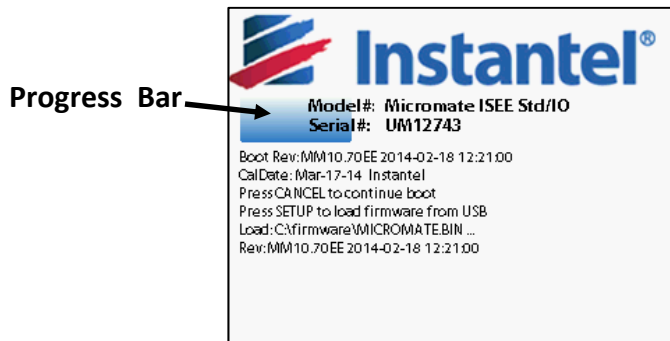 Instantel®
Progress Bar
Model#: Micromate ISEE Std/IO
Serial#: UM12743
Boot Rev:MM10.70EE 2014-02-18 12:21:00
CalDate: Mar-17-14 Instantel
Press CANCEL to continue boot
Press SETUP to load firmware from USB
Load: C:\firmware\MICROMATE.BIN ...
Rev:MM10.70EE 2014-02-18 12:21:00